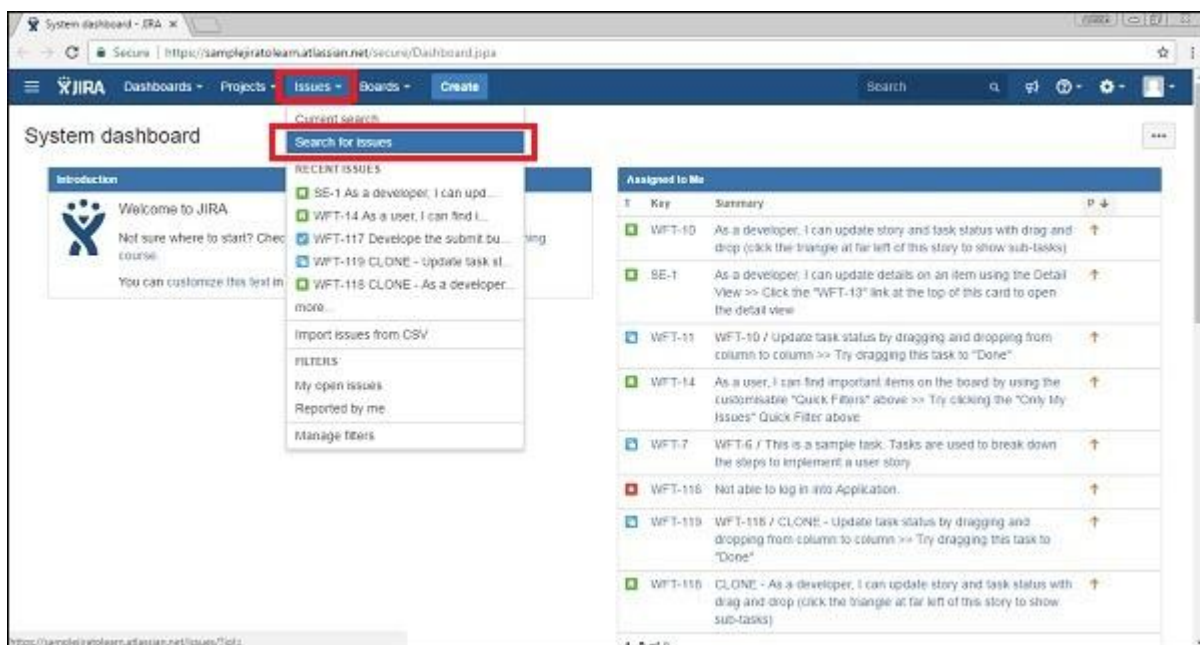 System dashboard - JIRA
Secure | https://samplejiratolearn.atlassian.net/secure/Dashboard.jspa
JIRA Dashboards Projects Issues Boards Create Search
Current search
System dashboard
Search for issues
Introduction
Welcome to JIRA
Not sure where to start? Chec
course.
You can customize this text in
RECENT ISSUES
SE-1 As a developer, I can upd...
WFT-14 As a user, I can find i...
WFT-117 Develope the submit bu...
WFT-119 CLONE - Update task st...
WFT-118 CLONE - As a developer...
more...
Import issues from CSV
FILTERS
My open issues
Reported by me
Manage filters
Assigned to Me
T Key Summary P
WFT-10 As a developer, I can update story and task status with drag and
drop (click the triangle at far left of this story to show sub-tasks)
SE-1 As a developer, I can update details on an item using the Detail
View >> Click the "WFT-13" link at the top of this card to open
the detail view
WFT-11 WFT-10 / Update task status by dragging and dropping from
column to column >> Try dragging this task to "Done"
WFT-14 As a user, I can find important items on the board by using the
customisable "Quick Filters" above >> Try clicking the "Only My
Issues" Quick Filter above
WFT-7 WFT-6 / This is a sample task. Tasks are used to break down
the steps to implement a user story
WFT-116 Not able to log in into Application.
WFT-119 WFT-118 / CLONE - Update task status by dragging and
dropping from column to column >> Try dragging this task to
"Done"
WFT-118 CLONE - As a developer, I can update story and task status with
drag and drop (click the triangle at far left of this story to show
sub-tasks)